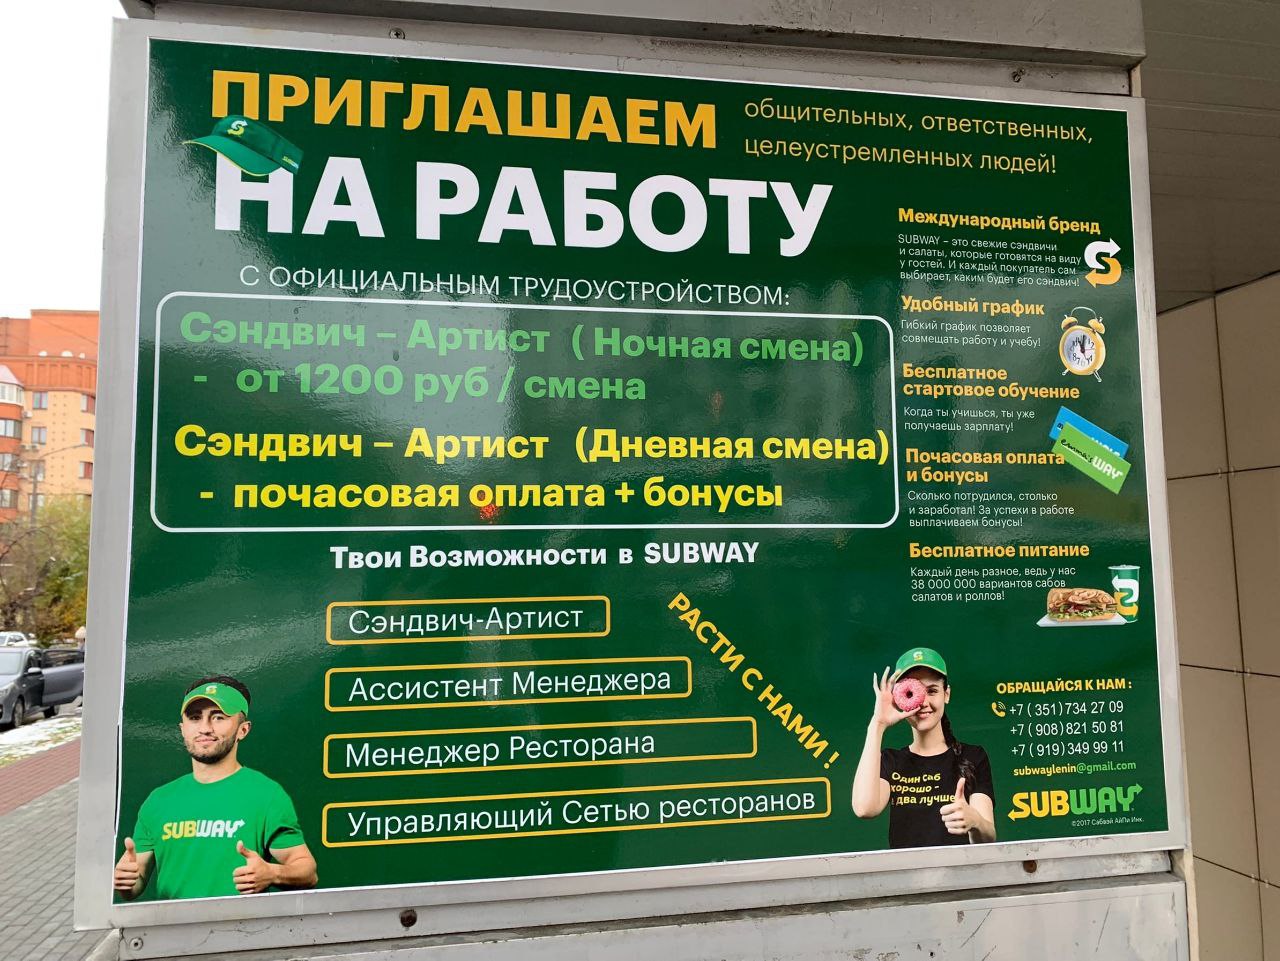 ПРИГЛАШАЕМ
НА РАБОТУ
общительных, ответственных,
целеустремленных людей!
С ОФИЦИАЛЬНЫМ ТРУДОУСТРОЙСТВОМ:
Сэндвич – Артист ( Ночная смена)
- от 1200 руб / смена
Сэндвич – Артист (Дневная смена)
- почасовая оплата + бонусы
Твои Возможности в SUBWAY
Сэндвич-Артист
Ассистент Менеджера
Менеджер Ресторана
Управляющий Сетью ресторанов
РАСТИ С НАМИ !
Международный бренд
SUBWAY – это свежие сэндвичи
и салаты, которые готовятся на виду
у гостей. И каждый покупатель сам
выбирает, каким будет его сэндвич!
Удобный график
Гибкий график позволяет
совмещать работу и учебу!
Бесплатное
стартовое обучение
Когда ты учишься, ты уже
получаешь зарплату!
Почасовая оплата
и бонусы
Сколько потрудился, столько
и заработал! За успехи в работе
выплачиваем бонусы!
Бесплатное питание
Каждый день разное, ведь у нас
38 000 000 вариантов сабов
салатов и роллов!
ОБРАЩАЙСЯ К НАМ :
+7 ( 351) 734 27 09
+7 ( 908) 821 50 81
+7 ( 919) 349 99 11
subwaylenin@gmail.com
SUBWAY
©2017 Сабвэй АйПи Инк.
SUBWAY
Один саб
хорошо -
а два лучше